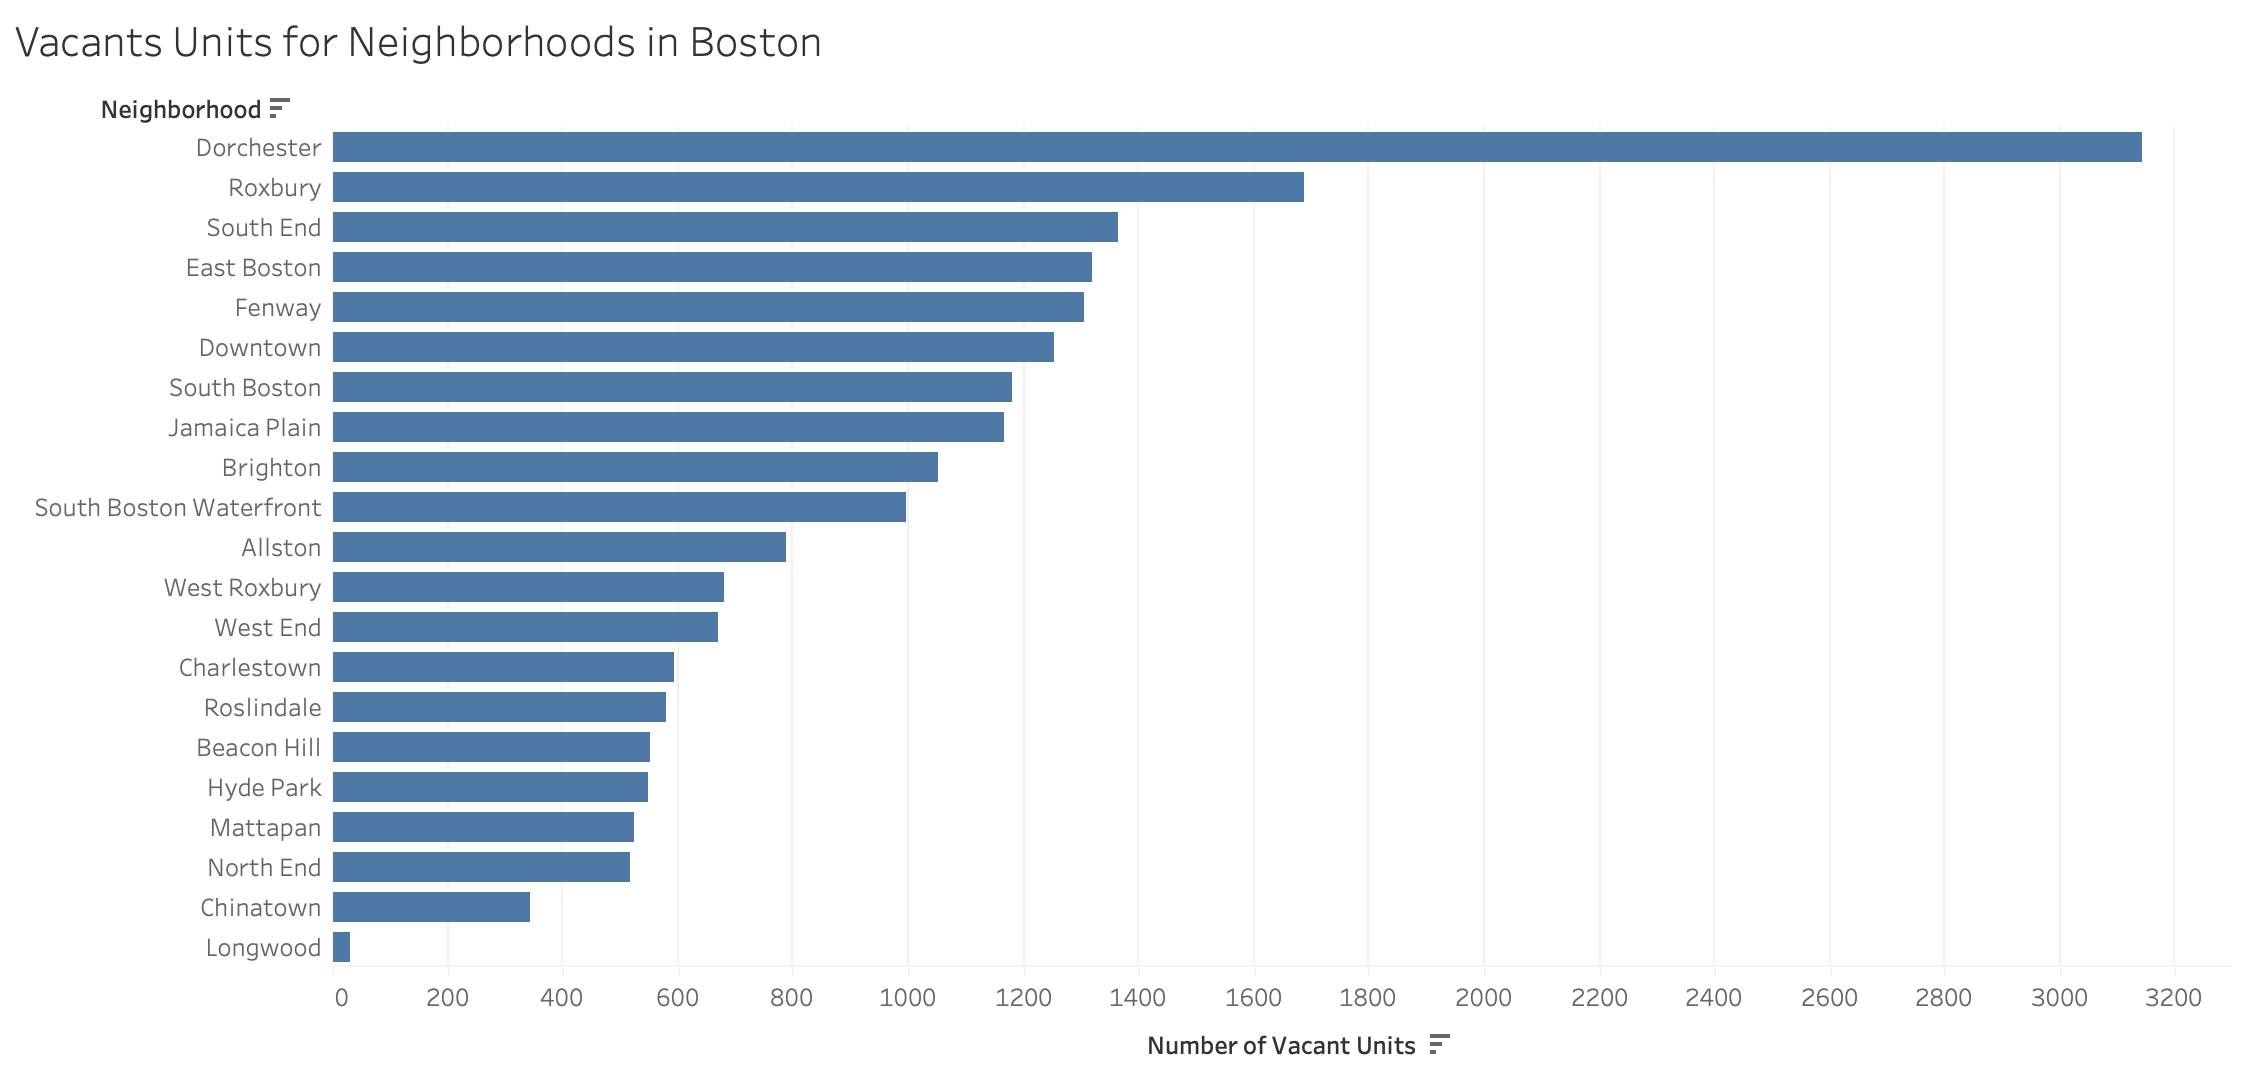 Vacants Units for Neighborhoods in Boston
Neighborhood
Dorchester
Roxbury
South End
East Boston
Fenway
Downtown
South Boston
Jamaica Plain
Brighton
South Boston Waterfront
Allston
West Roxbury
West End
Charlestown
Roslindale
Beacon Hill
Hyde Park
Mattapan
North End
Chinatown
Longwood
0 200 400 600 800 1000 1200 1400 1600 1800 2000 2200 2400 2600 2800 3000 3200
Number of Vacant Units